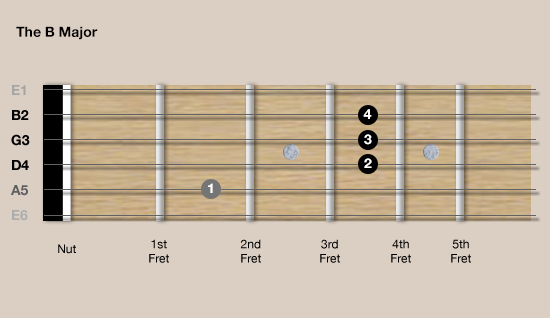 The B Major
E1
B2
4
G3
3
D4
2
A5
1
E6
Nut
1st
Fret
2nd
Fret
3rd
Fret
4th
Fret
5th
Fret